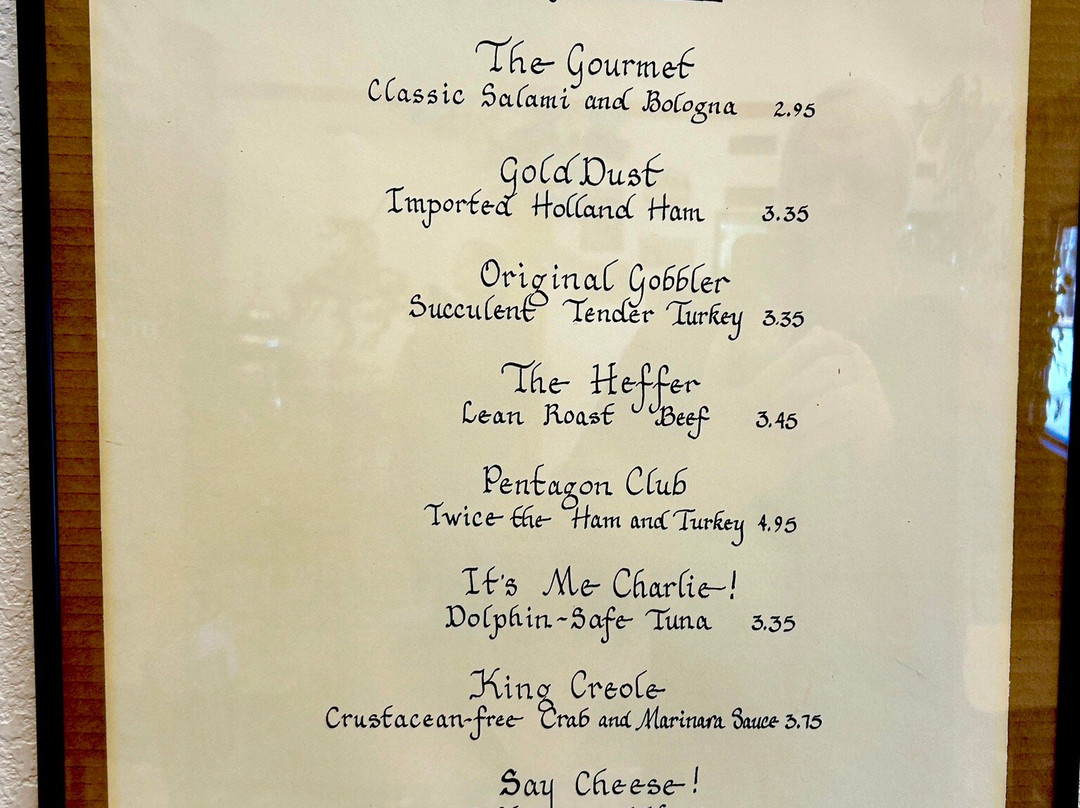 The Gourmet
Classic Salami and Bologna 2.95
Gold Dust
Imported Holland Ham 3.35
Original Gobbler
Succulent Tender Turkey 3.35
The Heffer
Lean Roast Beef 3.45
Pentagon Club
Twice the Ham and Turkey 4.95
It's Me Charlie!
Dolphin-Safe Tuna 3.35
King Creole
Crustacean-free Crab and Marinara Sauce 3.75
Say Cheese!